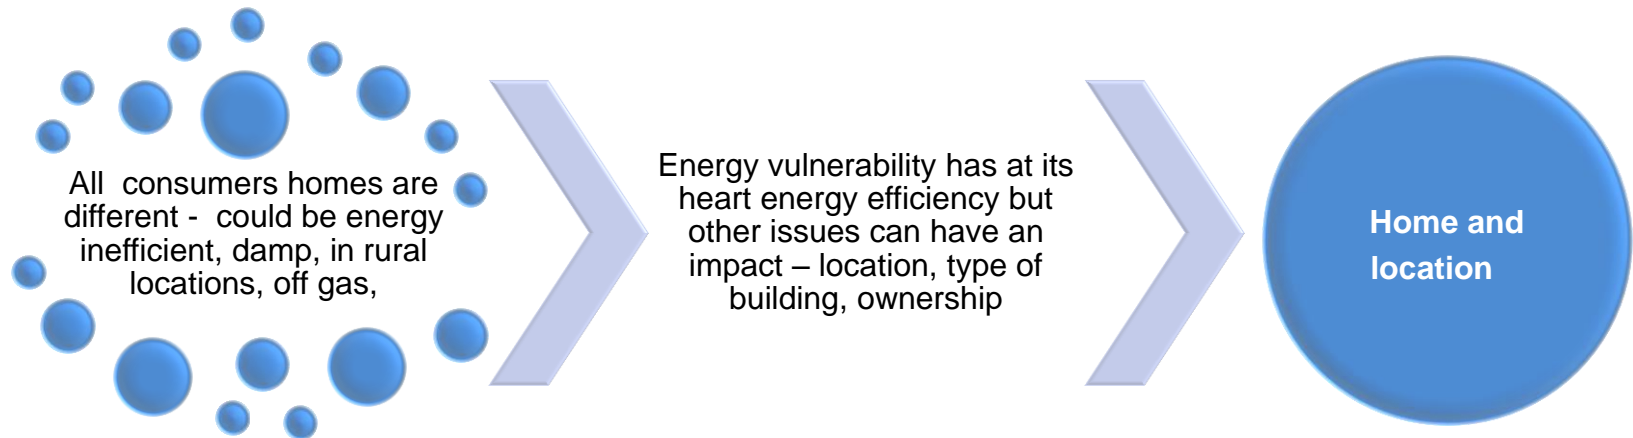 All  consumers homes are
different -  could be energy
inefficient, damp, in rural
locations, off gas,
Energy vulnerability has at its
heart energy efficiency but
other issues can have an
impact – location, type of
building, ownership
Home and
location